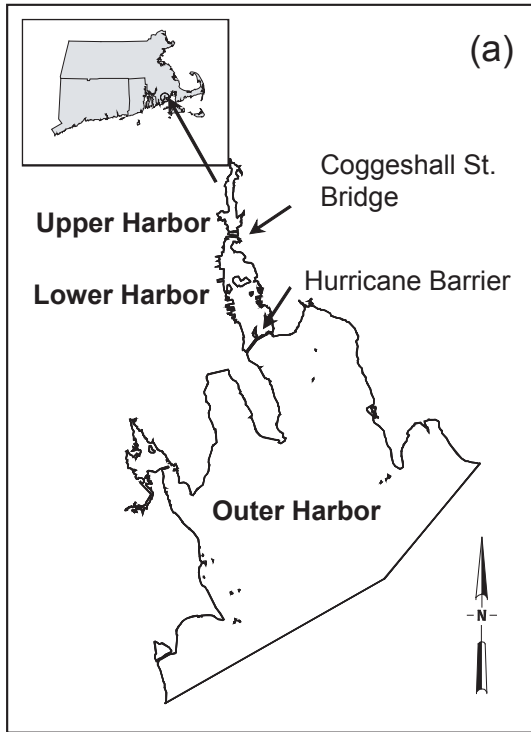 (a)
Coggeshall St.
Bridge
Upper Harbor
Hurricane Barrier
Lower Harbor
Outer Harbor
N